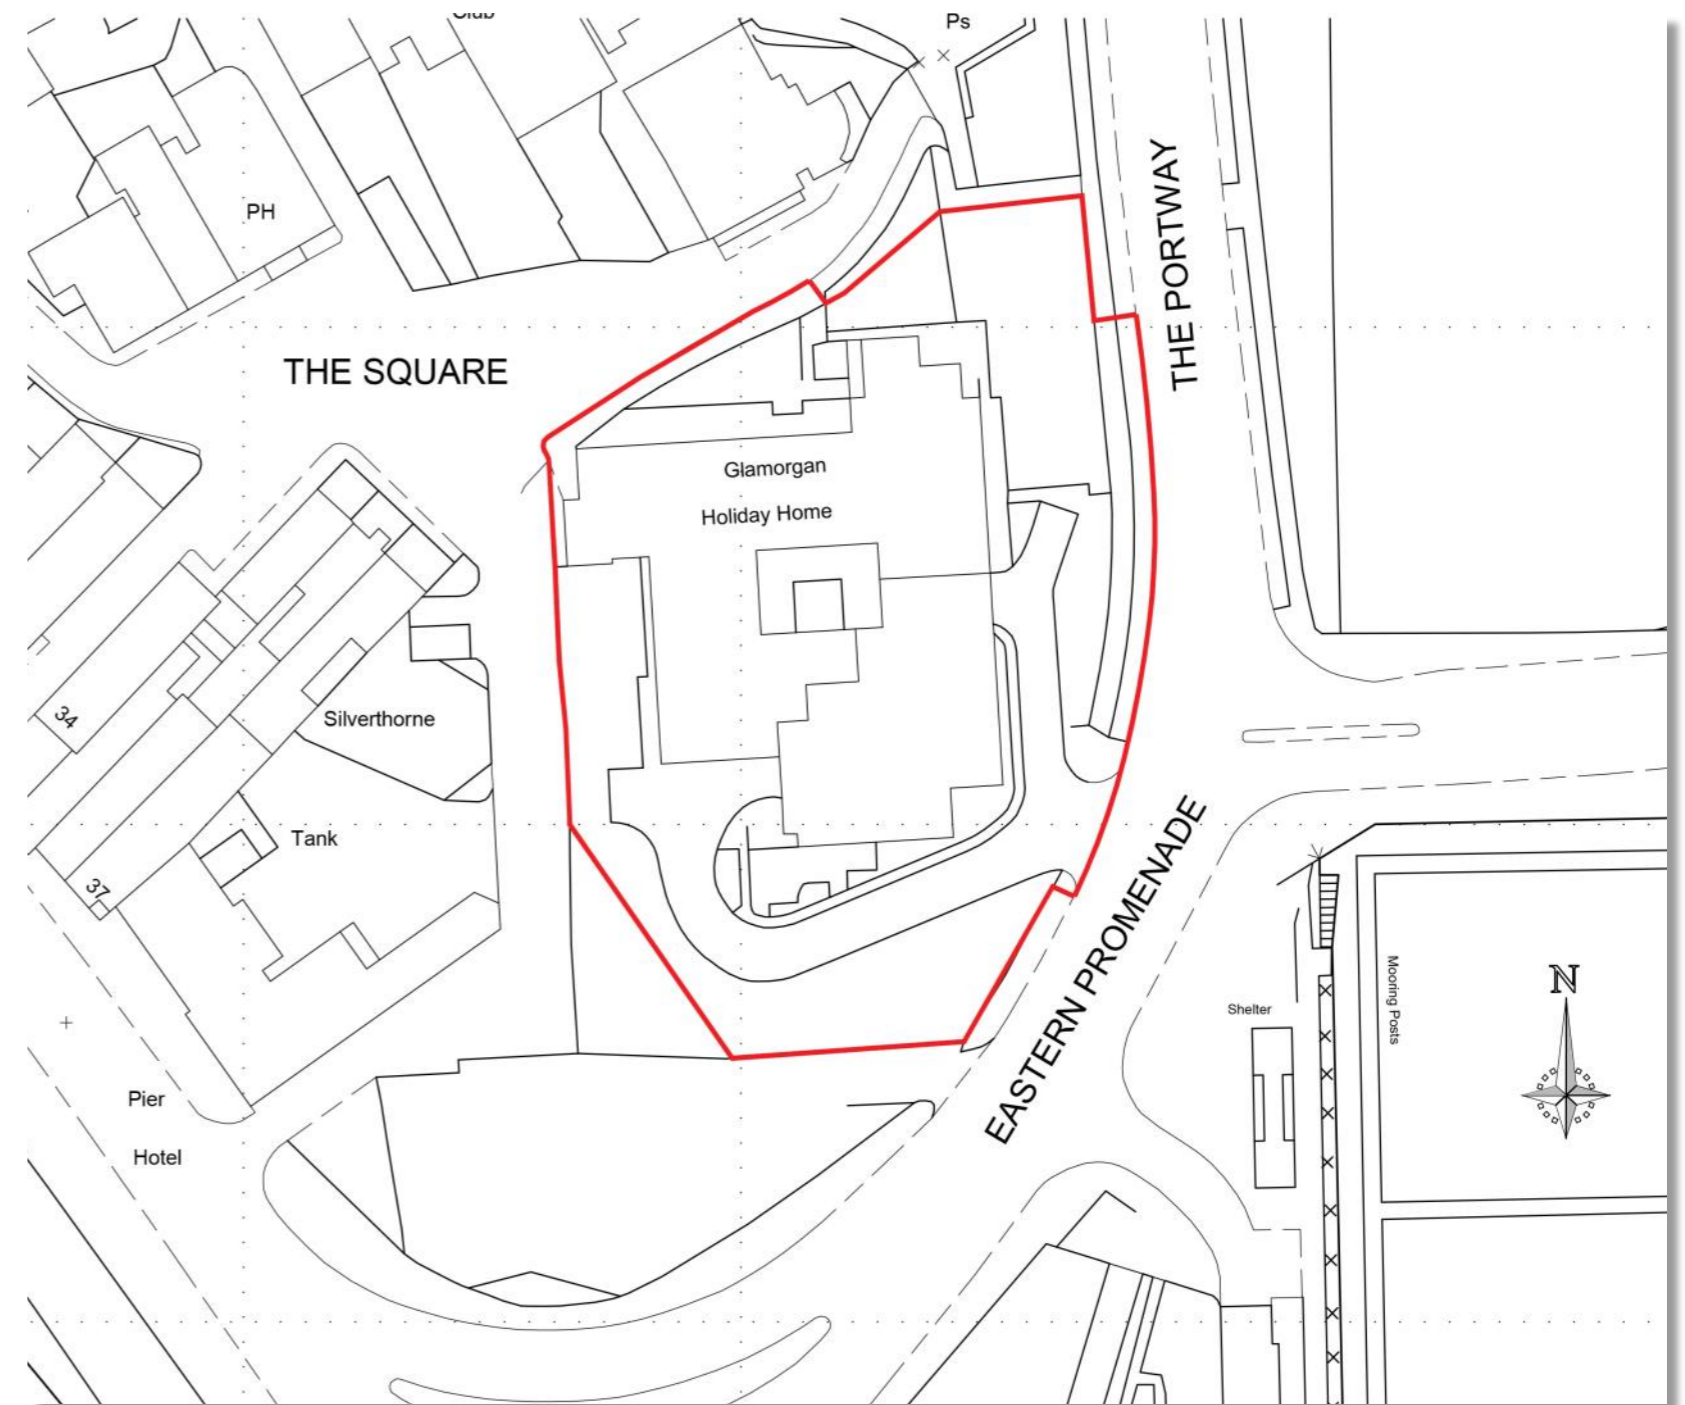 Club
Ps
PH
THE PORTWAY
THE SQUARE
Glamorgan
Holiday Home
34
Silverthorne
Tank
37
EASTERN PROMENADE
Mooring Posts
N
Shelter
Pier
Hotel